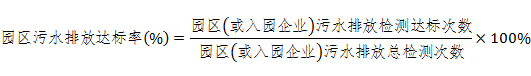 园区污水排放达标率(%) = 园区(或入园企业)污水排放检测达标次数 / 园区(或入园企业)污水排放总检测次数 × 100%